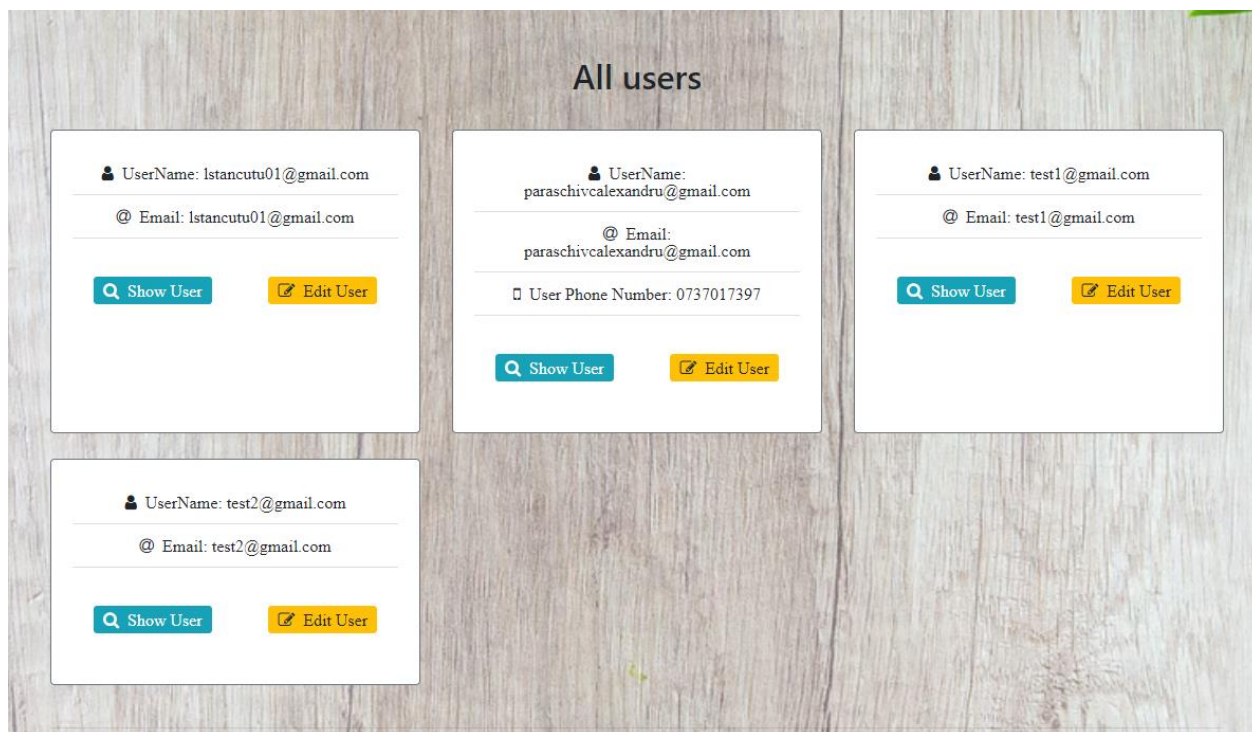 All users
UserName: lstancutu01@gmail.com
@ Email: lstancutu01@gmail.com
Show User
Edit User
UserName:
paraschivcalexandru@gmail.com
@ Email:
paraschivcalexandru@gmail.com
User Phone Number: 0737017397
Show User
Edit User
UserName: test1@gmail.com
@ Email: test1@gmail.com
Show User
Edit User
UserName: test2@gmail.com
@ Email: test2@gmail.com
Show User
Edit User